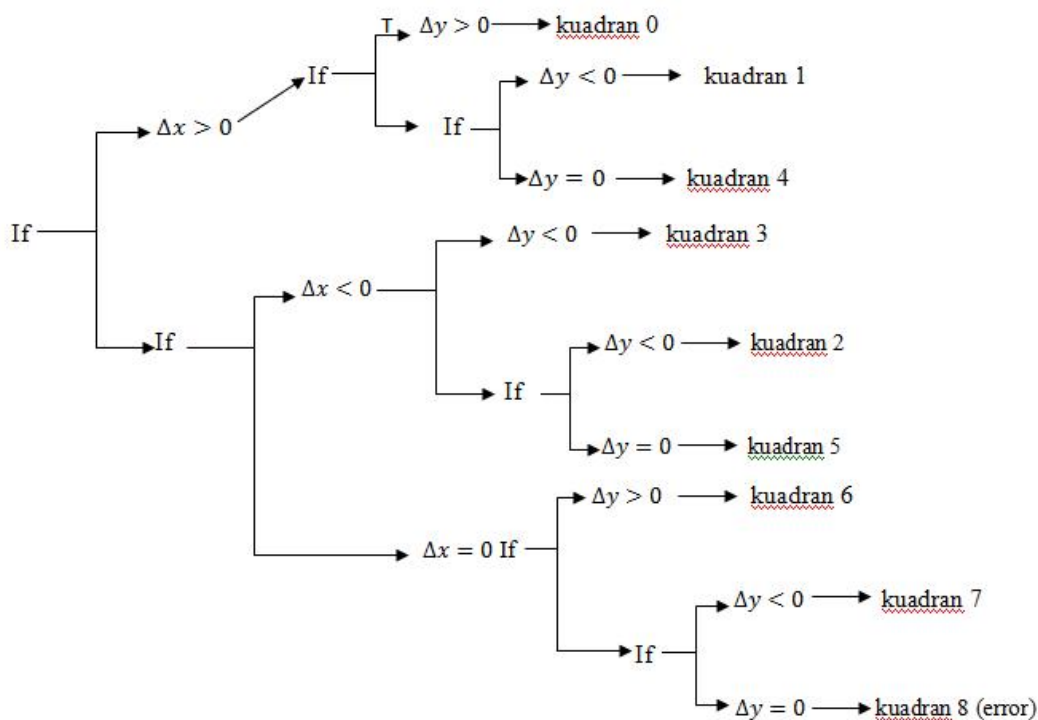 T Δy > 0 kuadran 0
If Δy < 0 kuadran 1
Δx > 0 If
Δy = 0 kuadran 4
If Δy < 0 kuadran 3
Δx < 0
If Δy < 0 kuadran 2
If
Δy = 0 kuadran 5
Δy > 0 kuadran 6
Δx = 0 If
Δy < 0 kuadran 7
If
Δy = 0 kuadran 8 (error)